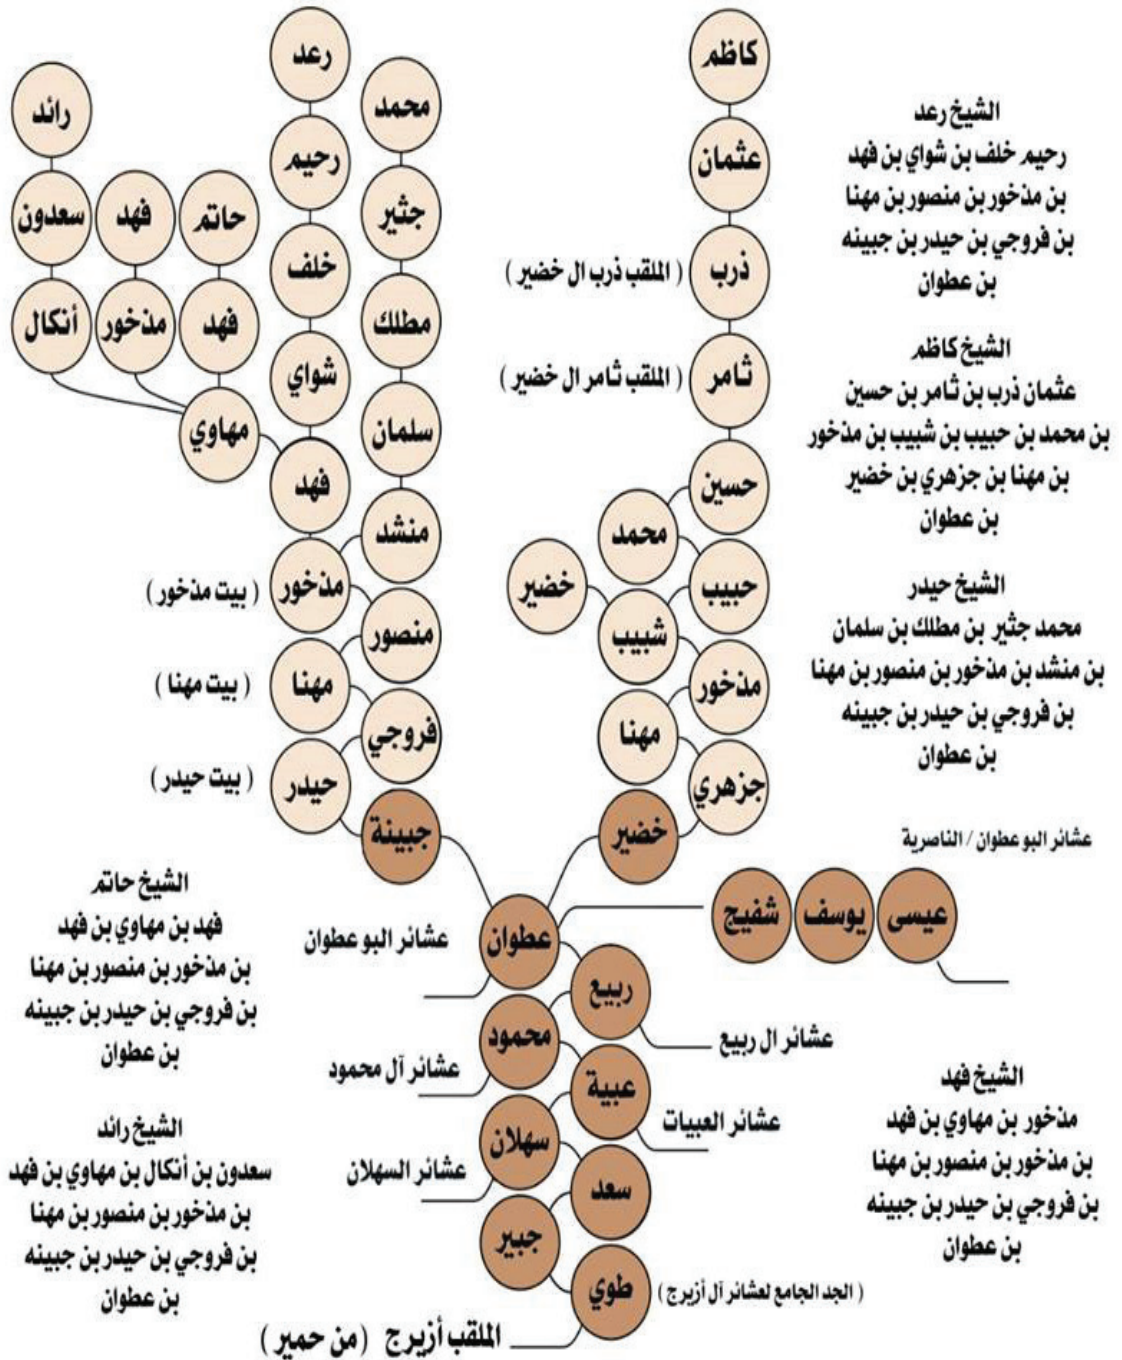 رعد
كاظم
محمد
رائد
رحيم
عثمان
جثير
حاتم
فهد
سعدون
خلف
ذرب
( الملقب ذرب ال خضير )
مطلك
فهد
مذخور
أنكال
شواي
ثامر
( الملقب ثامر ال خضير )
سلمان
مهاوي
فهد
حسين
منشد
محمد
مذخور
( بيت مذخور )
حبيب
خضير
منصور
شبيب
مهنا
( بيت مهنا )
مذخور
فروجي
مهنا
حيدر
( بيت حيدر )
جزهري
جبينة
خضير
الشيخ رعد
رحيم خلف بن شواي بن فهد
بن مذخور بن منصور بن مهنا
بن فروجي بن حيدر بن جبينه
بن عطوان
الشيخ كاظم
عثمان ذرب بن ثامر بن حسين
بن محمد بن حبيب بن شبيب بن مذخور
بن مهنا بن جزهري بن خضير
بن عطوان
الشيخ حيدر
محمد جثير بن مطلك بن سلمان
بن منشد بن مذخور بن منصور بن مهنا
بن فروجي بن حيدر بن جبينه
بن عطوان
عشائر البو عطوان / الناصرية
عيسى
يوسف
شفيج
عطوان
عشائر البو عطوان
ربيع
عشائر ال ربيع
محمود
عشائر آل محمود
عبية
عشائر العبيات
سهلان
عشائر السهلان
سعد
جبير
طوي
( الجد الجامع لعشائر آل أزيرج )
الملقب أزيرج ( من حمير )
الشيخ حاتم
فهد بن مهاوي بن فهد
بن مذخور بن منصور بن مهنا
بن فروجي بن حيدر بن جبينه
بن عطوان
الشيخ فهد
مذخور بن مهاوي بن فهد
بن مذخور بن منصور بن مهنا
بن فروجي بن حيدر بن جبينه
بن عطوان
الشيخ رائد
سعدون بن أنكال بن مهاوي بن فهد
بن مذخور بن منصور بن مهنا
بن فروجي بن حيدر بن جبينه
بن عطوان